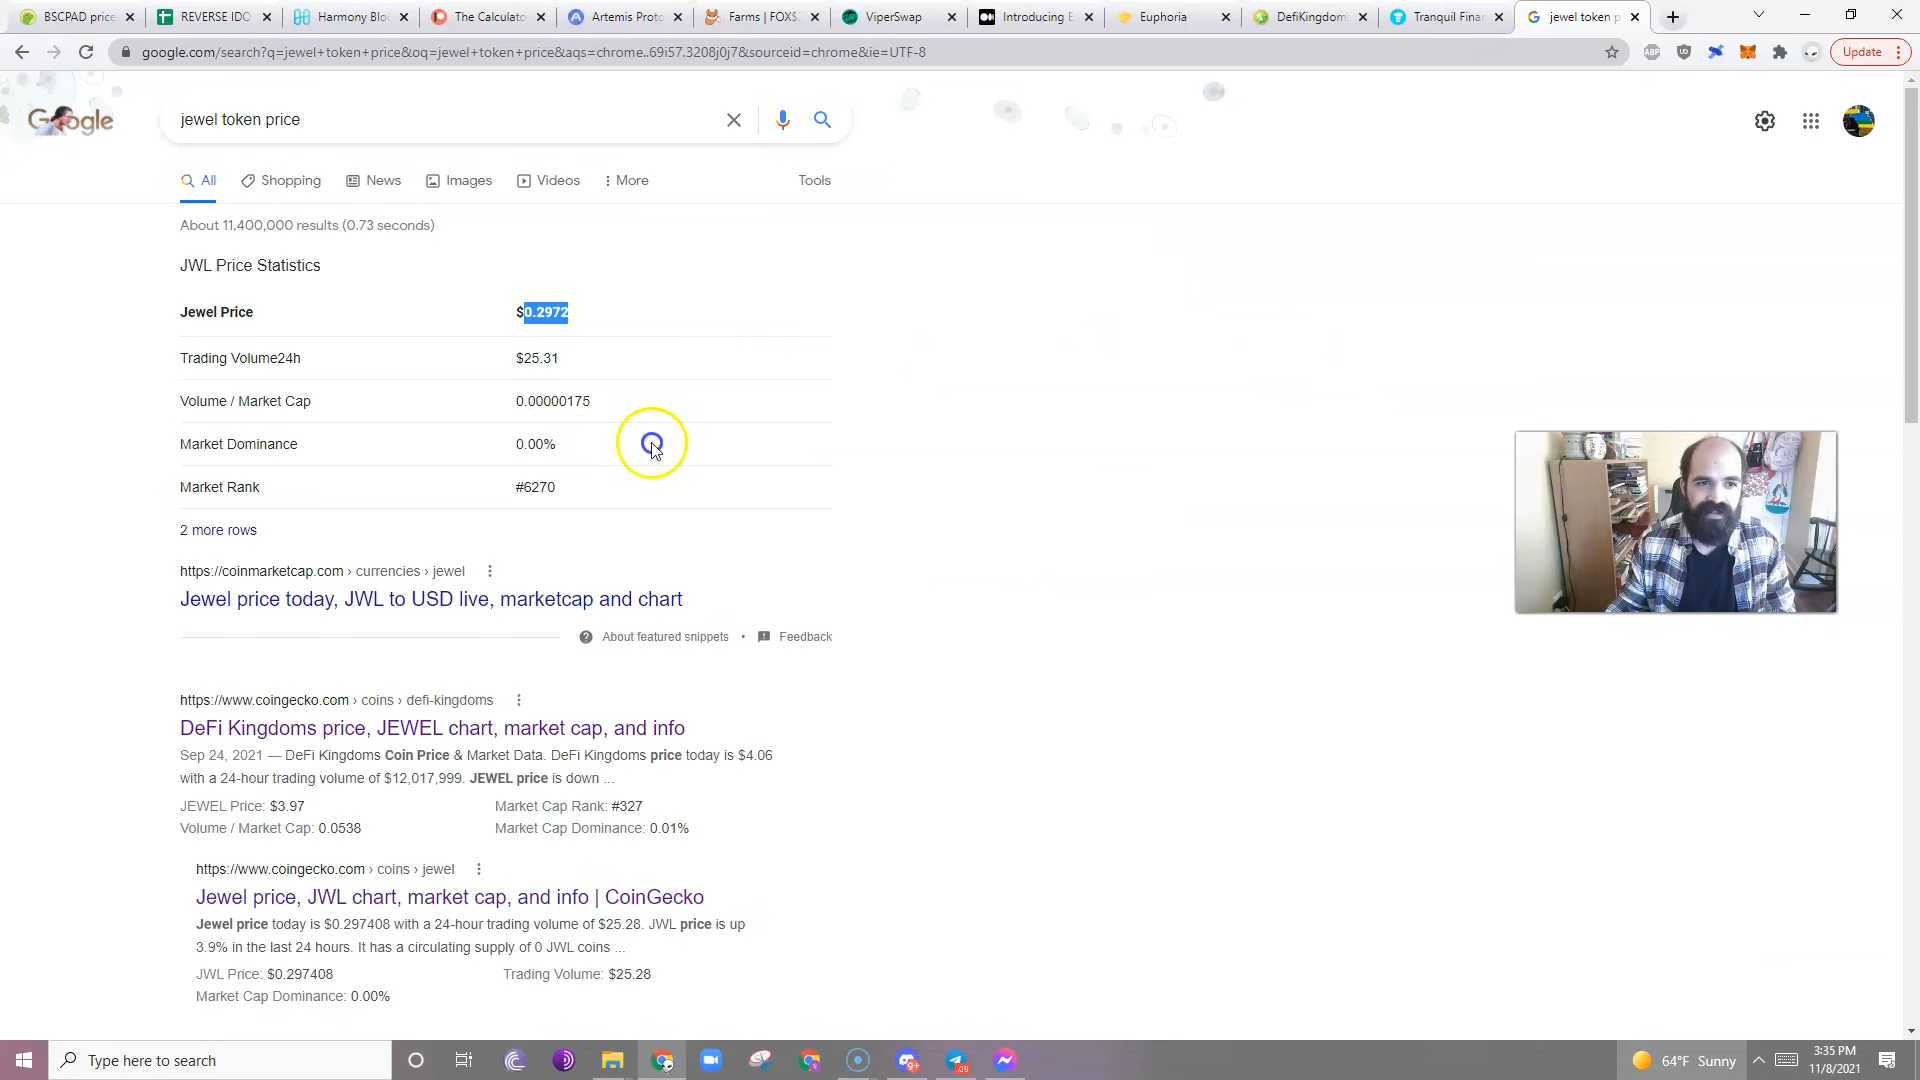 BSCPAD price
REVERSE IDO
Harmony Blo
The Calculato
Artemis Proto
Farms | FOX$
ViperSwap
Introducing E
Euphoria
DefiKingdom
Tranquil Finan
jewel token p
google.com/search?q=jewel+token+price&oq=jewel+token+price&aqs=chrome..69i57.3208j0j7&sourceid=chrome&ie=UTF-8
ABP
Update
Google
jewel token price
All
Shopping
News
Images
Videos
More
Tools
About 11,400,000 results (0.73 seconds)
JWL Price Statistics
Jewel Price $0.2972
Trading Volume24h $25.31
Volume / Market Cap 0.00000175
Market Dominance 0.00%
Market Rank #6270
2 more rows
https://coinmarketcap.com › currencies › jewel
Jewel price today, JWL to USD live, marketcap and chart
About featured snippets • Feedback
https://www.coingecko.com › coins › defi-kingdoms
DeFi Kingdoms price, JEWEL chart, market cap, and info
Sep 24, 2021 — DeFi Kingdoms Coin Price & Market Data. DeFi Kingdoms price today is $4.06
with a 24-hour trading volume of $12,017,999. JEWEL price is down ...
JEWEL Price: $3.97 Market Cap Rank: #327
Volume / Market Cap: 0.0538 Market Cap Dominance: 0.01%
https://www.coingecko.com › coins › jewel
Jewel price, JWL chart, market cap, and info | CoinGecko
Jewel price today is $0.297408 with a 24-hour trading volume of $25.28. JWL price is up
3.9% in the last 24 hours. It has a circulating supply of 0 JWL coins ...
JWL Price: $0.297408 Trading Volume: $25.28
Market Cap Dominance: 0.00%
Type here to search
9+
.09
64°F Sunny
3:35 PM
11/8/2021